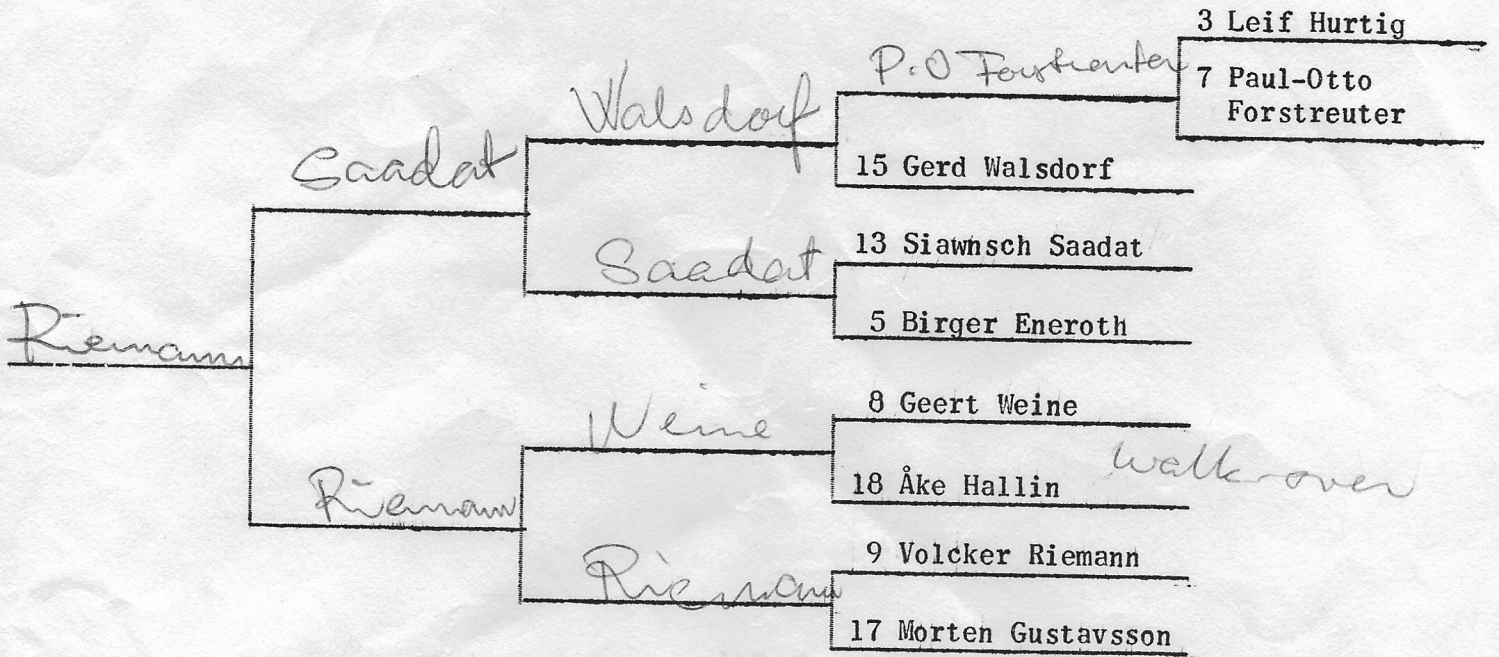 3 Leif Hurtig
P.O Forstreuter
7 Paul-Otto
Forstreuter
Walsdorf
15 Gerd Walsdorf
Saadat
13 Siawnsch Saadat
Saadat
5 Birger Eneroth
Riemann
8 Geert Weine
Weine
walk-over
18 Åke Hallin
Riemann
9 Volcker Riemann
Riemann
17 Morten Gustavsson